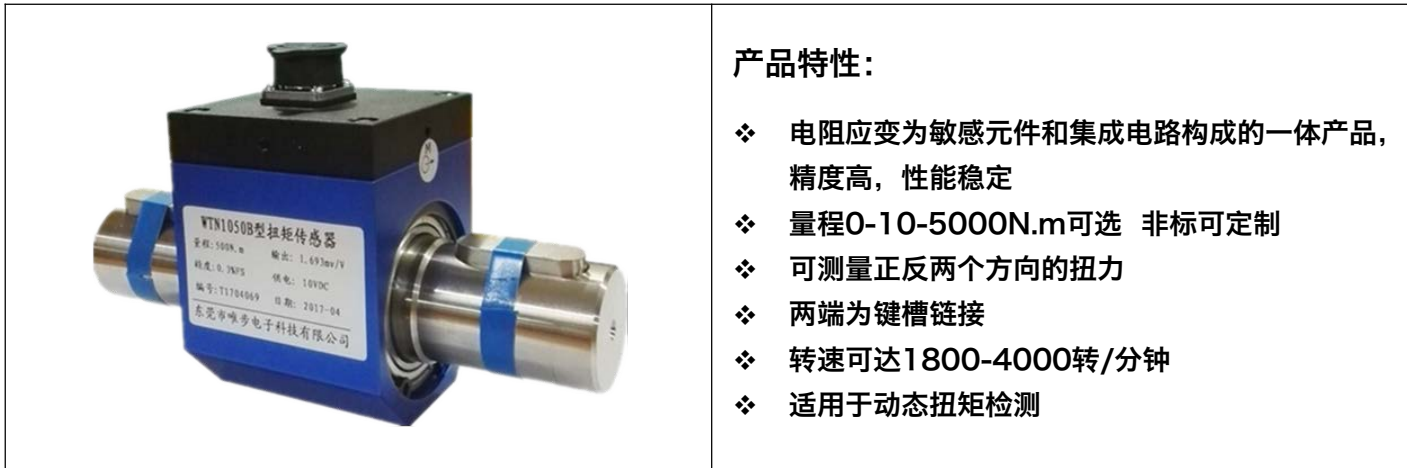 WTN1050B型扭矩传感器
量程:500N.m 输出: 1.693mv/V
精度:0.3%FS 供电: 10VDC
编号:T1704069 日期: 2017-04
东莞市唯步电子科技有限公司
产品特性：
❖ 电阻应变为敏感元件和集成电路构成的一体产品，
精度高，性能稳定
❖ 量程0-10-5000N.m可选 非标可定制
❖ 可测量正反两个方向的扭力
❖ 两端为键槽链接
❖ 转速可达1800-4000转/分钟
❖ 适用于动态扭矩检测